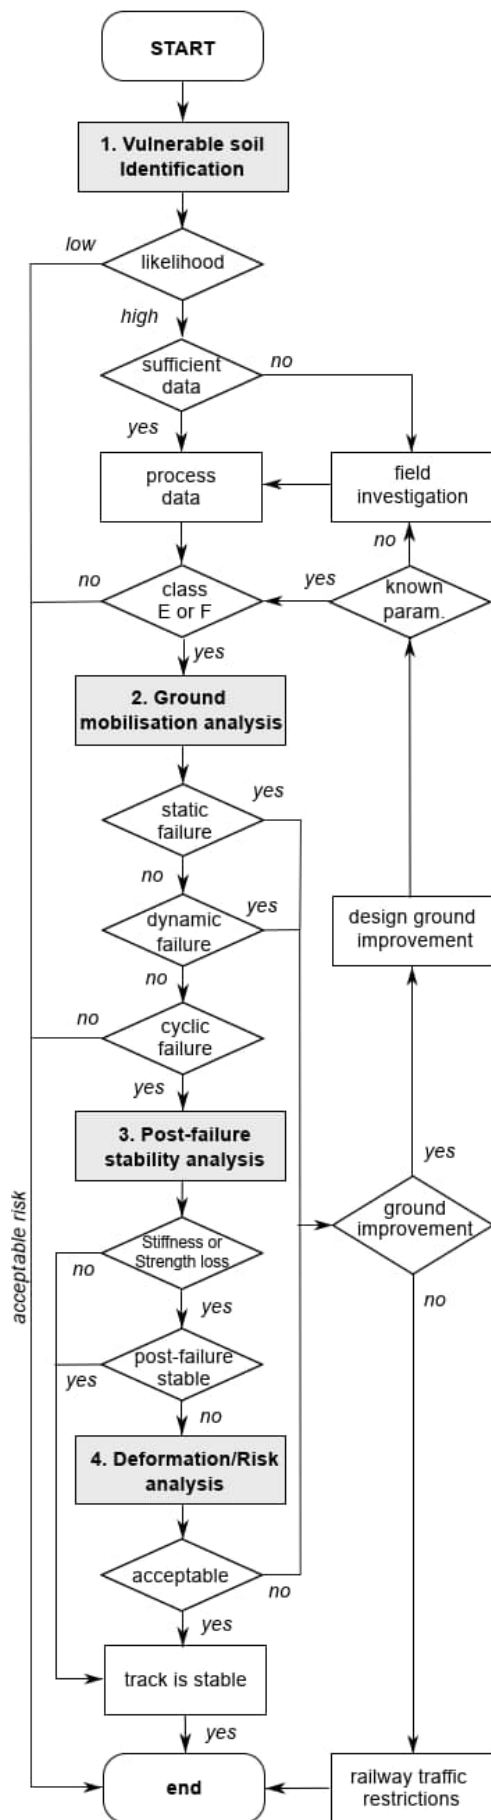 START
1. Vulnerable soil
Identification
low
likelihood
high
sufficient
data
no
yes
process
data
field
investigation
no
no
class
E or F
yes
known
param.
yes
2. Ground
mobilisation analysis
yes
static
failure
no
yes
dynamic
failure
design ground
improvement
no
no
cyclic
failure
yes
3. Post-failure
stability analysis
yes
ground
improvement
acceptable risk
Stiffness or
Strength loss
no
no
yes
post-failure
stable
yes
no
4. Deformation/Risk
analysis
acceptable
no
yes
track is stable
yes
end
railway traffic
restrictions